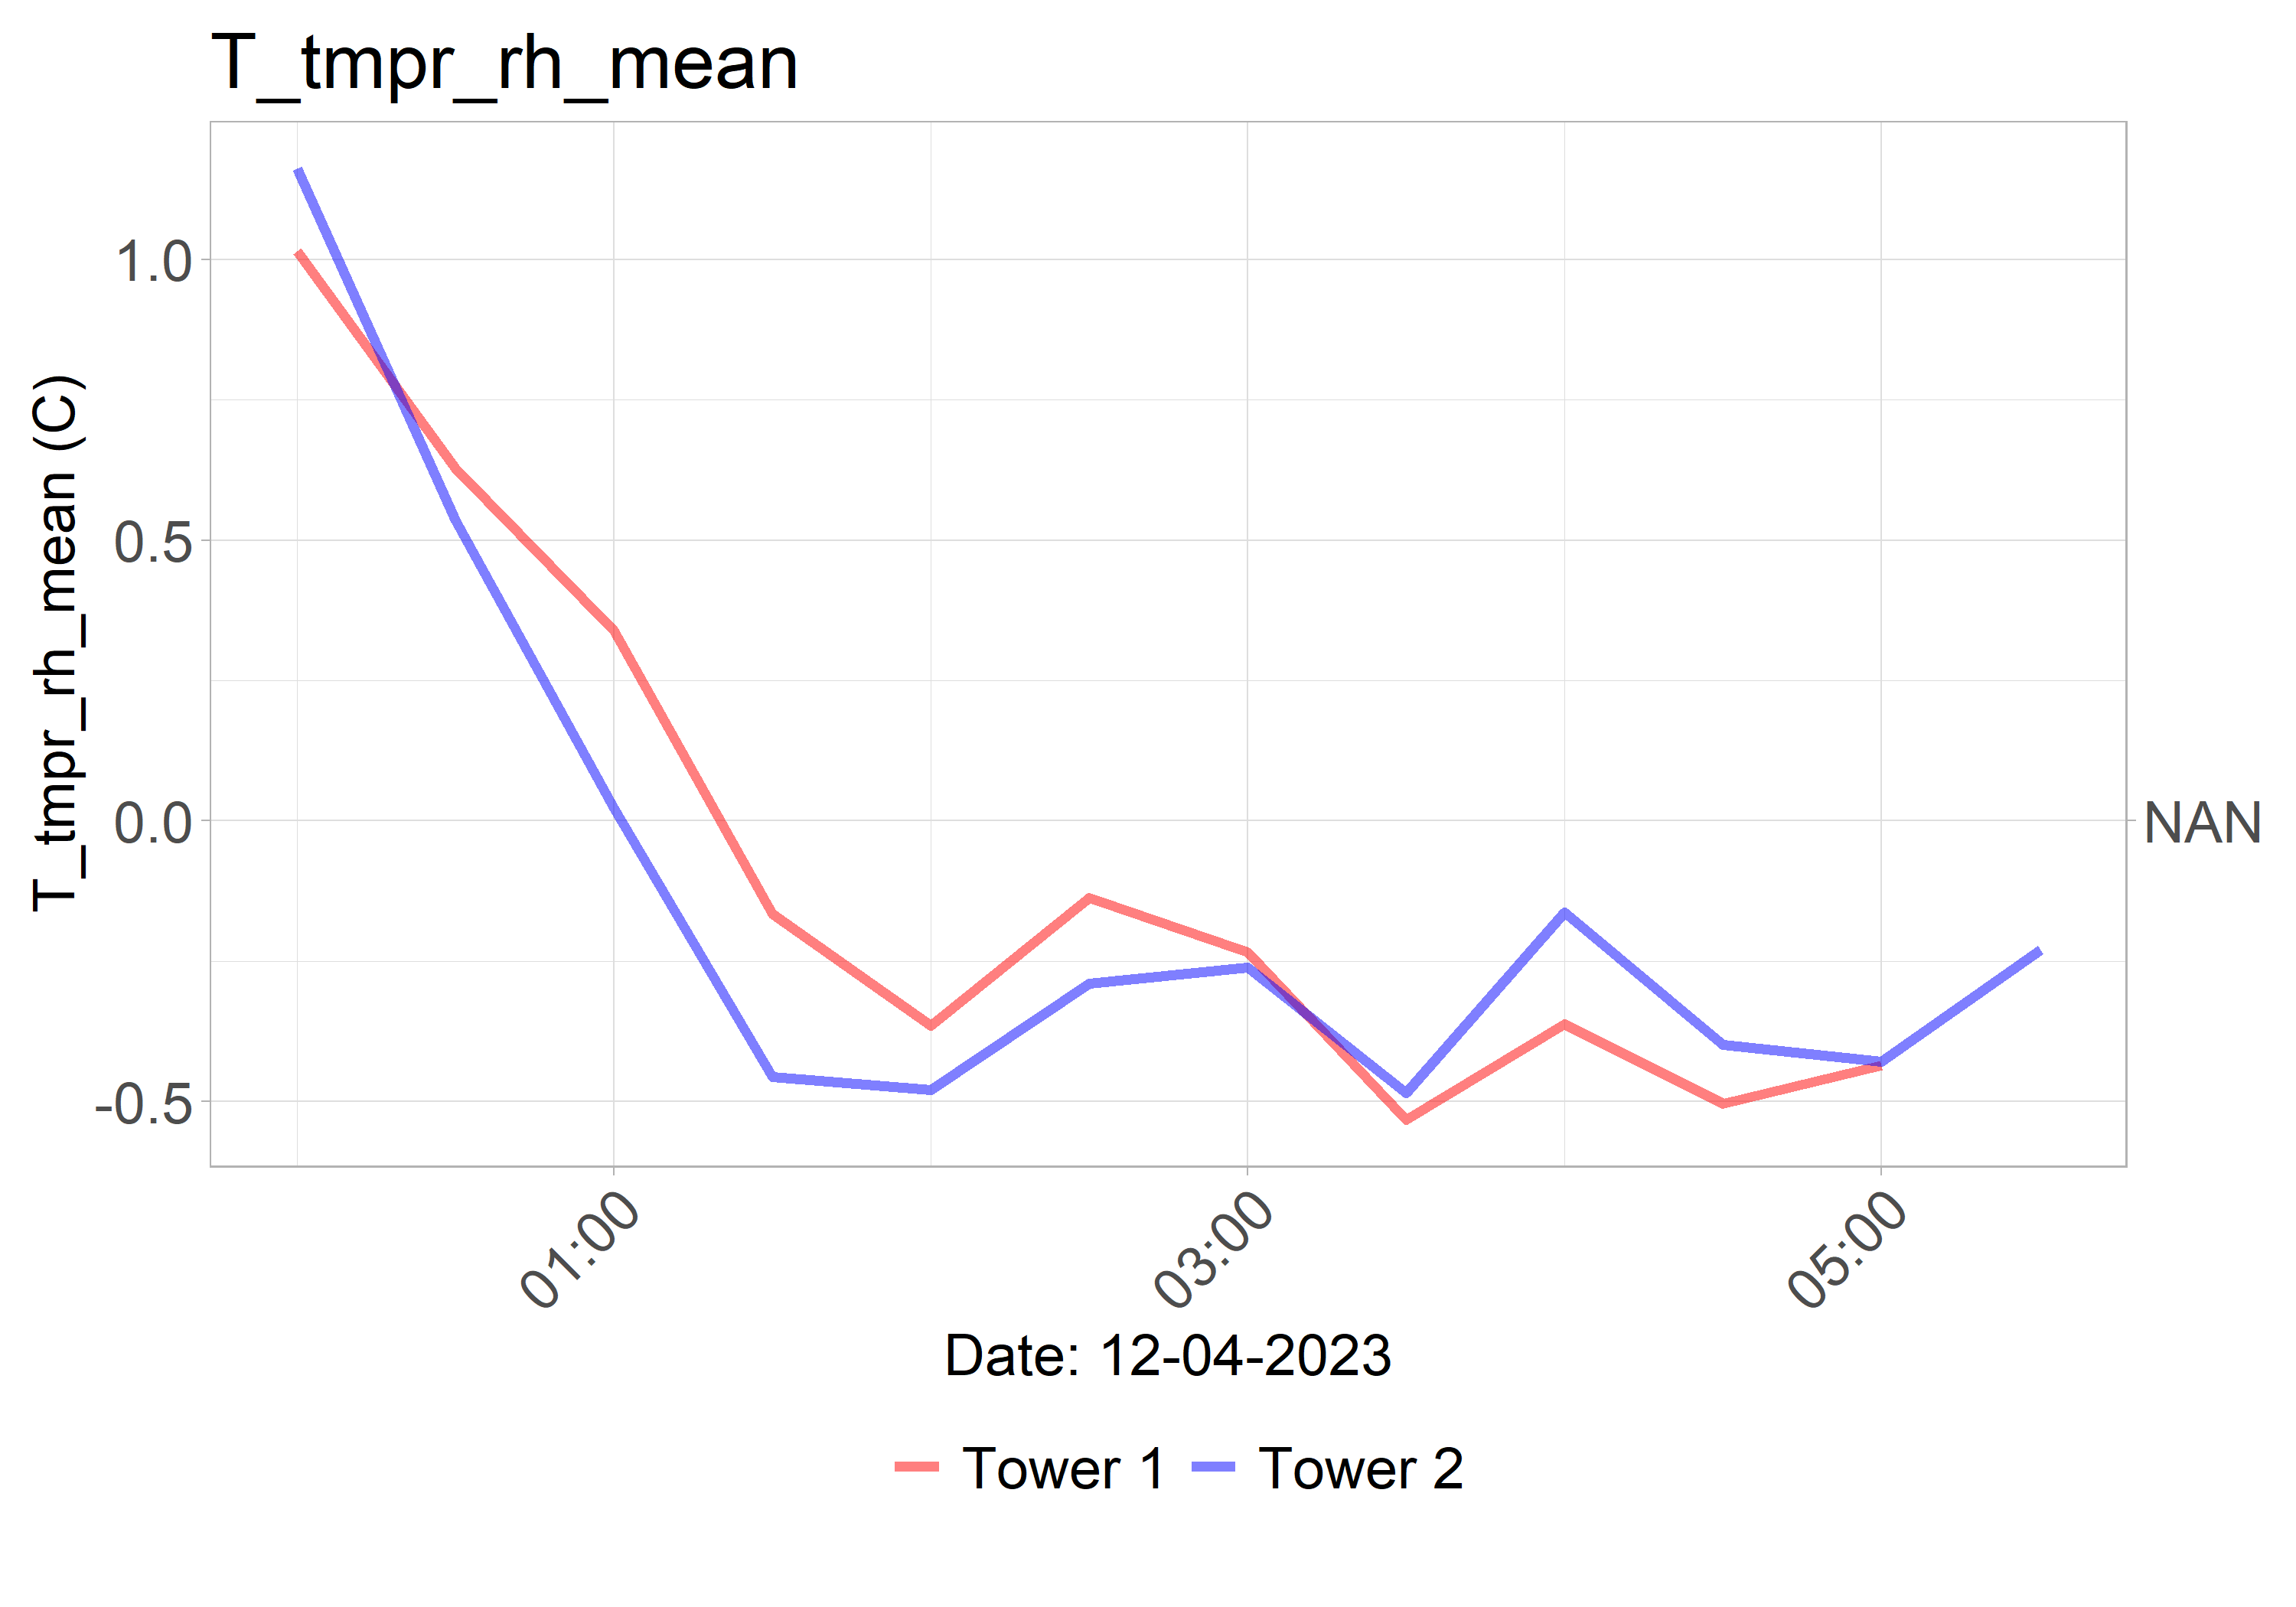 T_tmpr_rh_mean
T_tmpr_rh_mean (C)
1.0
0.5
0.0
-0.5
NAN
01:00
03:00
05:00
Date: 12-04-2023
Tower 1
Tower 2